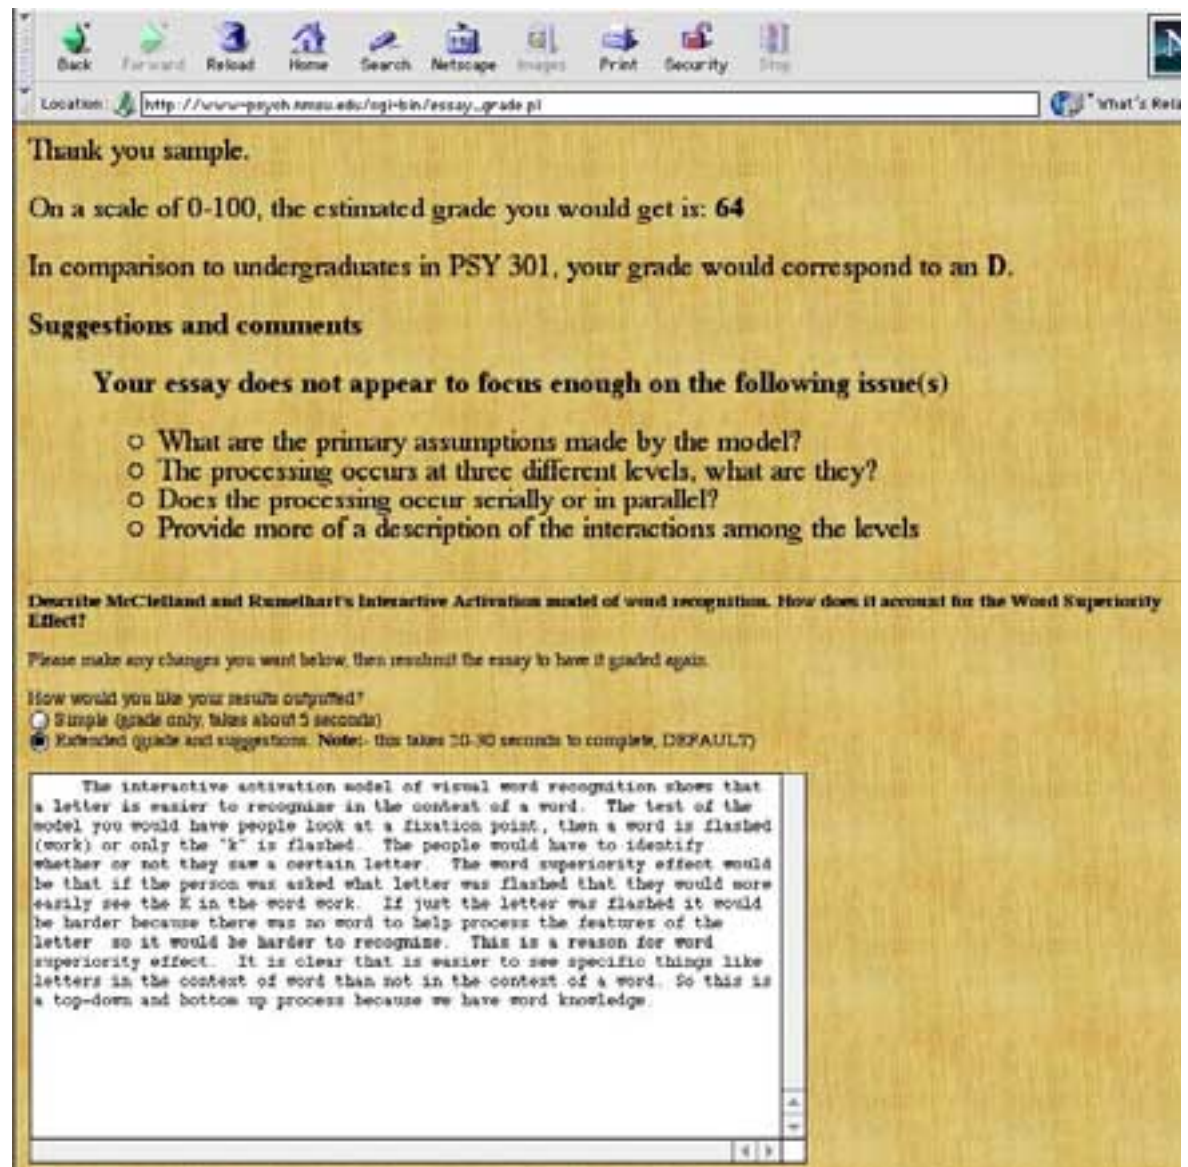 Back Forward Reload Home Search Netscape Images Print Security Stop
Location: http://www-psych.nmsu.edu/cgi-bin/essay_grade.pl What's Rela
Thank you sample.
On a scale of 0-100, the estimated grade you would get is: 64
In comparison to undergraduates in PSY 301, your grade would correspond to an D.
Suggestions and comments
Your essay does not appear to focus enough on the following issue(s)
What are the primary assumptions made by the model?
The processing occurs at three different levels, what are they?
Does the processing occur serially or in parallel?
Provide more of a description of the interactions among the levels
Describe McClelland and Rumelhart's Interactive Activation model of word recognition. How does it account for the Word Superiority
Effect?
Please make any changes you want below, then resubmit the essay to have it graded again.
How would you like your results outputted?
Simple (grade only, takes about 5 seconds)
Extended (grade and suggestions. Note:- this takes 20-30 seconds to complete, DEFAULT)
The interactive activation model of visual word recognition shows that
a letter is easier to recognize in the context of a word. The test of the
model you would have people look at a fixation point, then a word is flashed
(work) or only the "k" is flashed. The people would have to identify
whether or not they saw a certain letter. The word superiority effect would
be that if the person was asked what letter was flashed that they would more
easily see the K in the word work. If just the letter was flashed it would
be harder because there was no word to help process the features of the
letter so it would be harder to recognize. This is a reason for word
superiority effect. It is clear that is easier to see specific things like
letters in the context of word than not in the context of a word. So this is
a top-down and bottom up process because we have word knowledge.